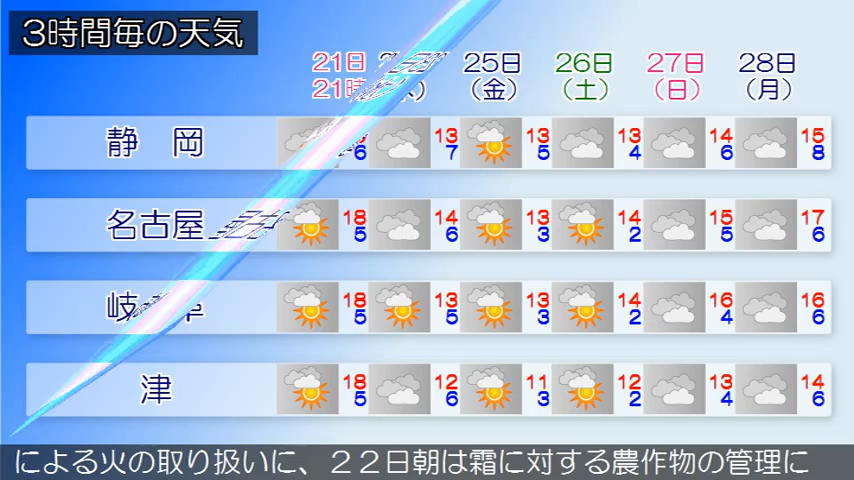 3時間毎の天気
21日 25日 26日 27日 28日
21時 （金） （土） （日） （月）
静岡 6 13 7 13 5 13 4 14 6 15 8
名古屋 18 5 14 6 13 3 14 2 15 5 17 6
岐 18 5 13 5 13 3 14 2 16 4 16 6
津 18 5 12 6 11 3 12 2 13 4 14 6
による火の取り扱いに、２２日朝は霜に対する農作物の管理に